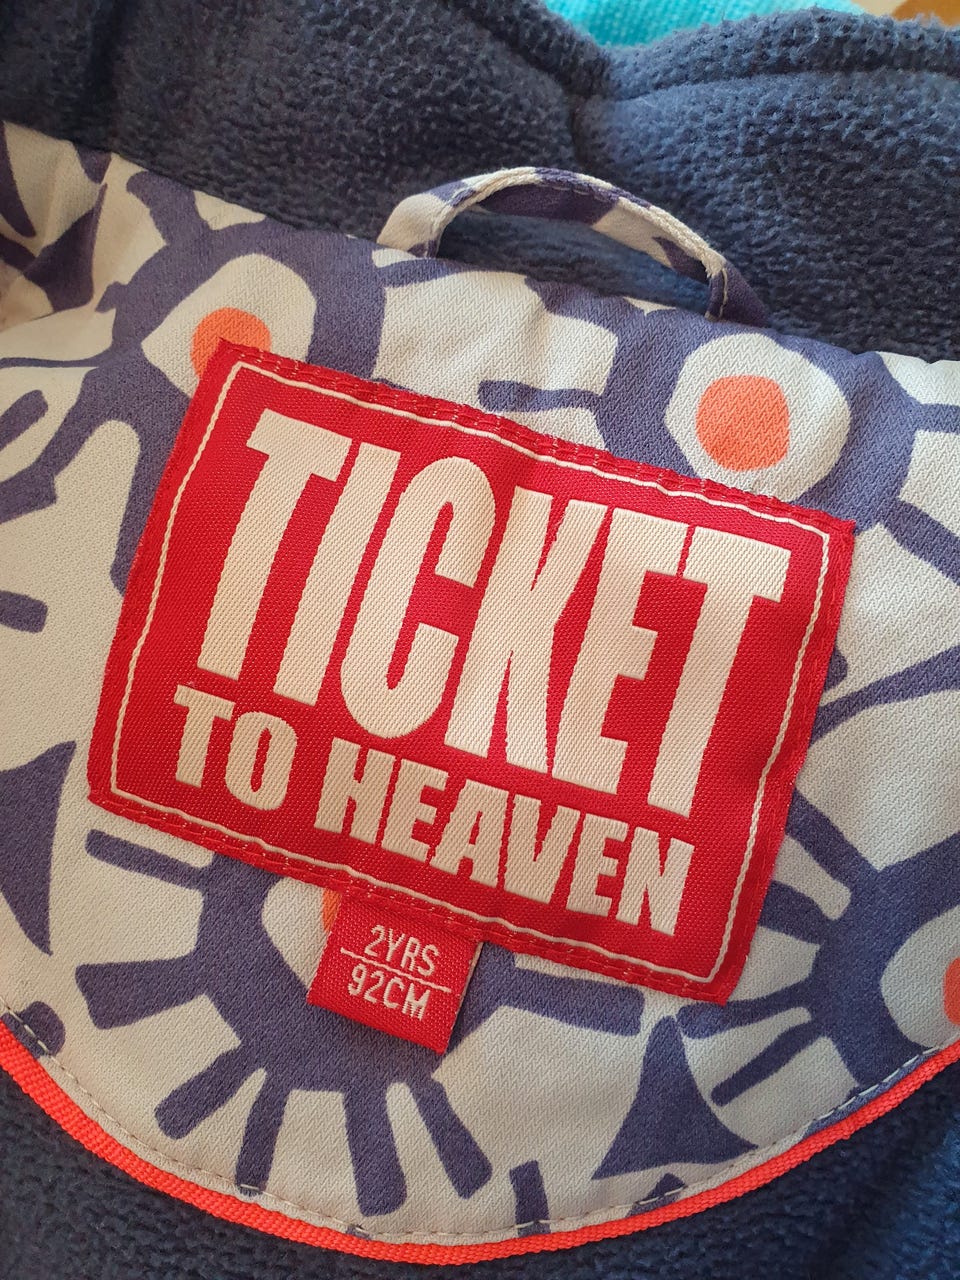 TICKET
TO HEAVEN
2YRS
92CM